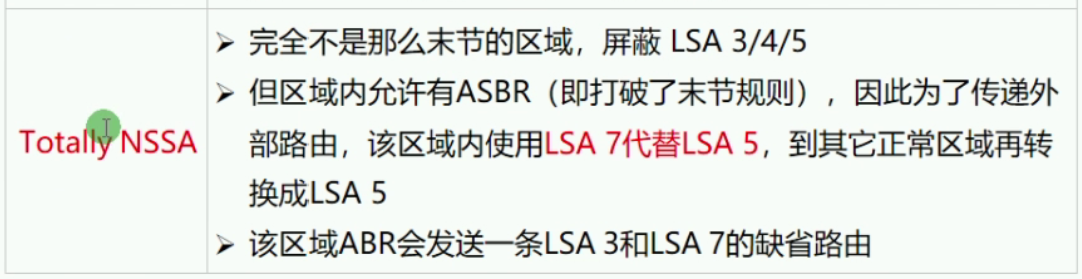 Totally NSSA
➢ 完全不是那么末节的区域，屏蔽 LSA 3/4/5
➢ 但区域内允许有ASBR（即打破了末节规则），因此为了传递外
部路由，该区域内使用LSA 7代替LSA 5，到其它正常区域再转
换成LSA 5
➢ 该区域ABR会发送一条LSA 3和LSA 7的缺省路由